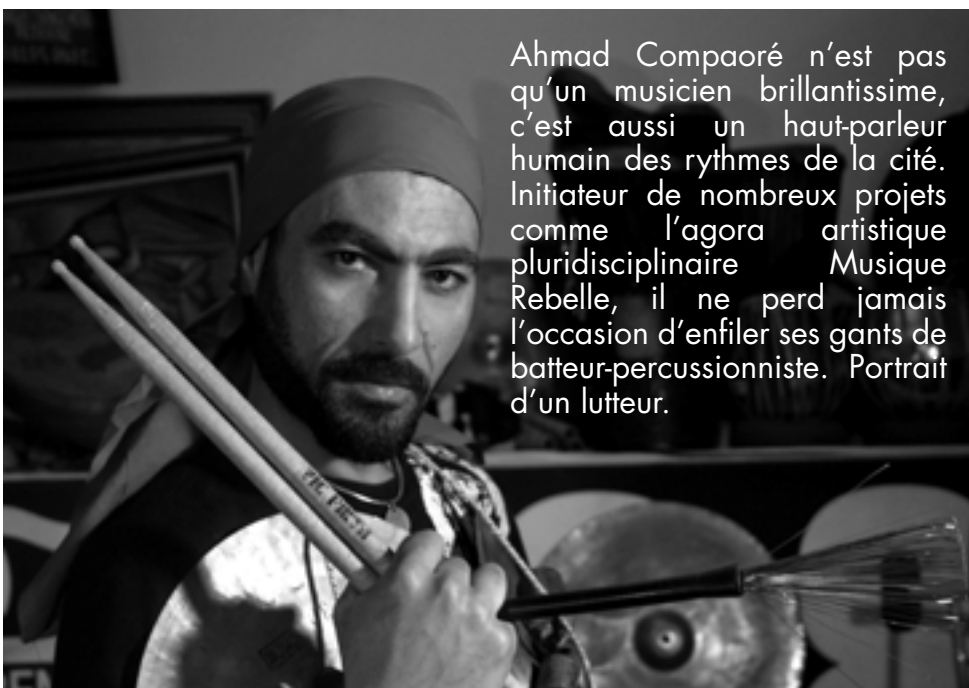 Ahmad Compaoré n'est pas
qu'un musicien brillantissime,
c'est aussi un haut-parleur
humain des rythmes de la cité.
Initiateur de nombreux projets
comme l'agora artistique
pluridisciplinaire Musique
Rebelle, il ne perd jamais
l'occasion d'enfiler ses gants de
batteur-percussionniste. Portrait
d'un lutteur.